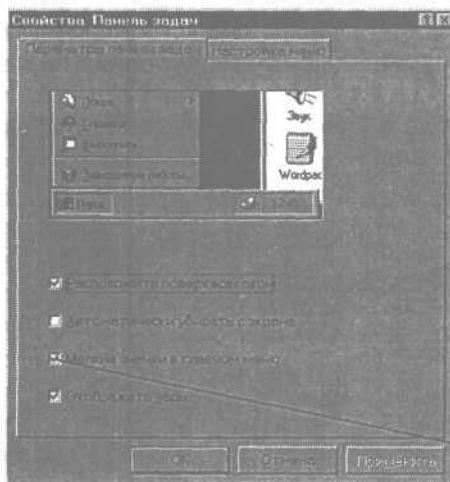 Свойства Панель задач
Параметры панели задач Настройка меню
Поиск
Справка
Выполнить...
Завершение работы...
Звук
Wordpad
Пуск
Расположить поверх всех окон
Автоматически убирать с экрана
Мелкие значки в главном меню
Отображать часы
ОК Отмена Применить